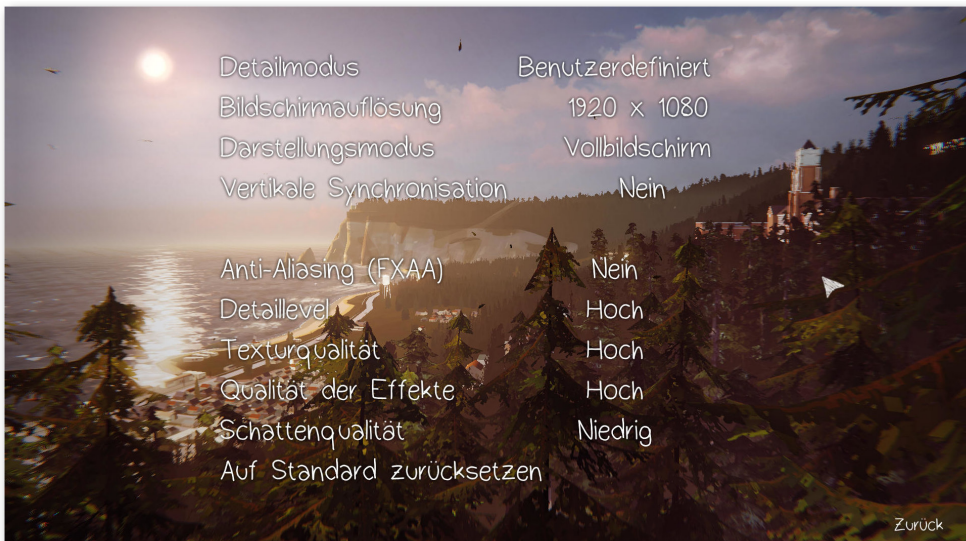 Detailmodus Benutzerdefiniert
Bildschirmauflösung 1920 x 1080
Darstellungsmodus Vollbildschirm
Vertikale Synchronisation Nein
Anti-Aliasing (FXAA) Nein
Detaillevel Hoch
Texturqualität Hoch
Qualität der Effekte Hoch
Schattenqualität Niedrig
Auf Standard zurücksetzen
Zurück